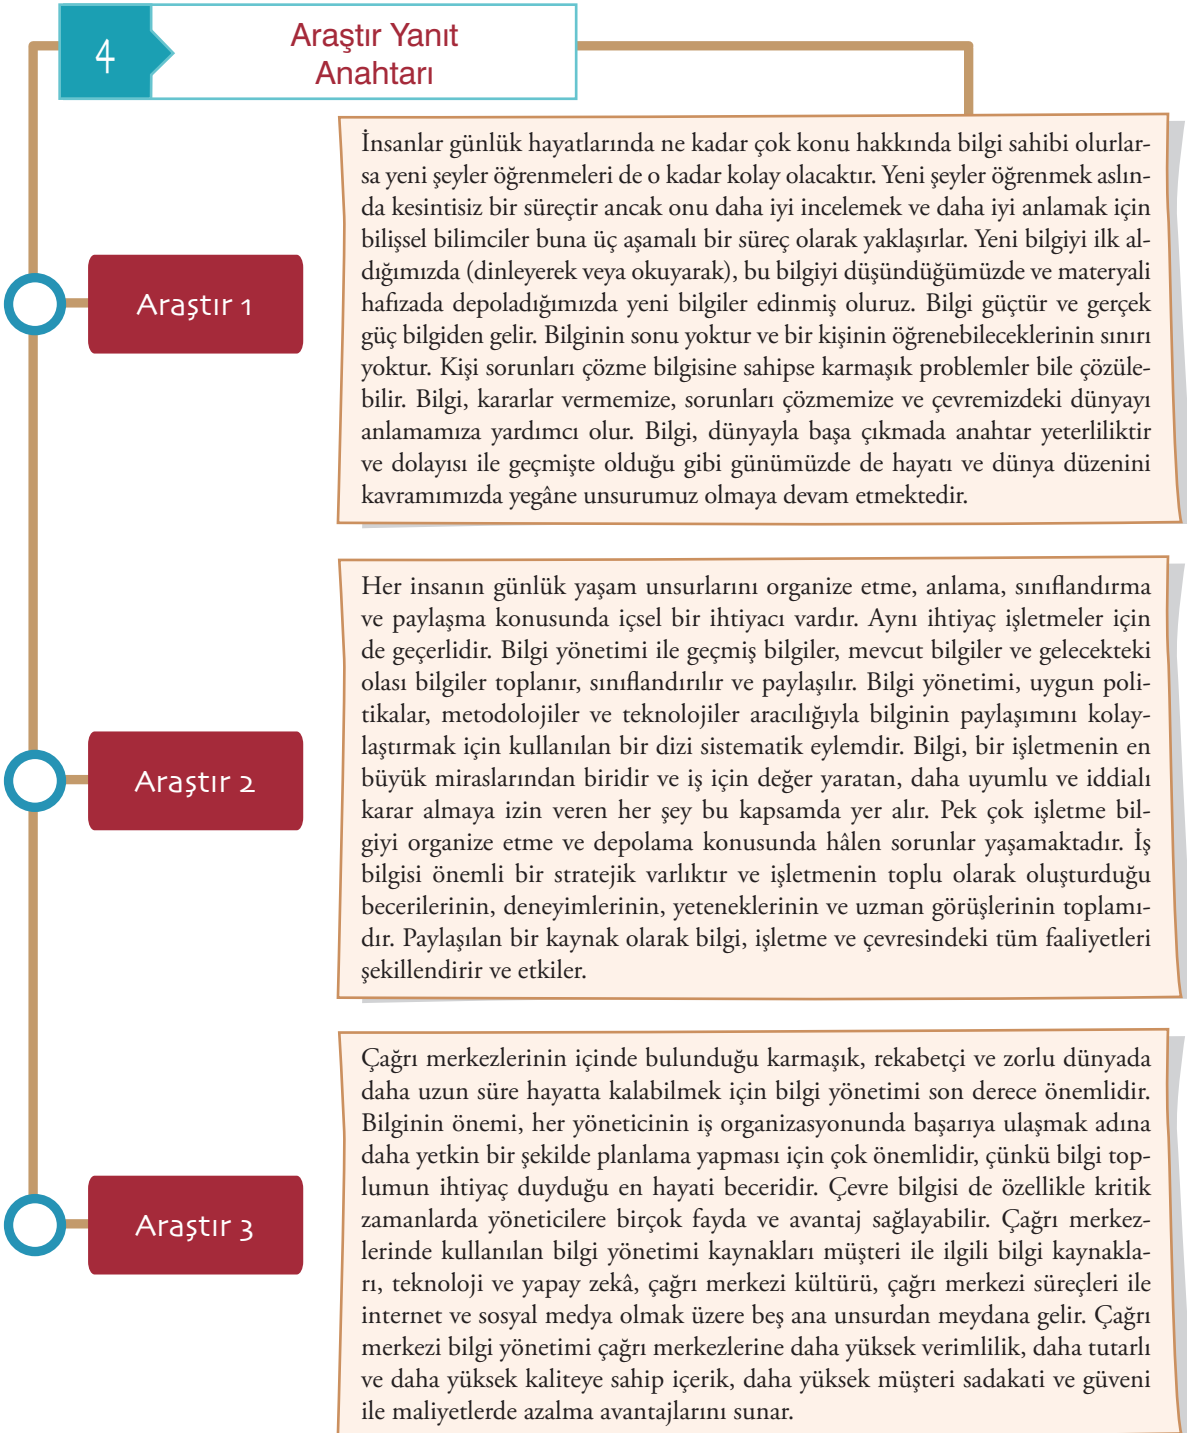 4
Araştır Yanıt
Anahtarı
Araştır 1
İnsanlar günlük hayatlarında ne kadar çok konu hakkında bilgi sahibi olurlar-
sa yeni şeyler öğrenmeleri de o kadar kolay olacaktır. Yeni şeyler öğrenmek aslın-
da kesintisiz bir süreçtir ancak onu daha iyi incelemek ve daha iyi anlamak için
bilişsel bilimciler buna üç aşamalı bir süreç olarak yaklaşırlar. Yeni bilgiyi ilk al-
dığımızda (dinleyerek veya okuyarak), bu bilgiyi düşündüğümüzde ve materyali
hafızada depoladığımızda yeni bilgiler edinmiş oluruz. Bilgi güçtür ve gerçek
güç bilgiden gelir. Bilginin sonu yoktur ve bir kişinin öğrenebileceklerinin sınırı
yoktur. Kişi sorunları çözme bilgisine sahipse karmaşık problemler bile çözüle-
bilir. Bilgi, kararlar vermemize, sorunları çözmemize ve çevremizdeki dünyayı
anlamamıza yardımcı olur. Bilgi, dünyayla başa çıkmada anahtar yeterliliktir
ve dolayısı ile geçmişte olduğu gibi günümüzde de hayatı ve dünya düzenini
kavramımızda yegâne unsurumuz olmaya devam etmektedir.
Araştır 2
Her insanın günlük yaşam unsurlarını organize etme, anlama, sınıflandırma
ve paylaşma konusunda içsel bir ihtiyacı vardır. Aynı ihtiyaç işletmeler için
de geçerlidir. Bilgi yönetimi ile geçmiş bilgiler, mevcut bilgiler ve gelecekteki
olası bilgiler toplanır, sınıflandırılır ve paylaşılır. Bilgi yönetimi, uygun poli-
tikalar, metodolojiler ve teknolojiler aracılığıyla bilginin paylaşımını kolay-
laştırmak için kullanılan bir dizi sistematik eylemdir. Bilgi, bir işletmenin en
büyük miraslarından biridir ve iş için değer yaratan, daha uyumlu ve iddialı
karar almaya izin veren her şey bu kapsamda yer alır. Pek çok işletme bil-
giyi organize etme ve depolama konusunda hâlen sorunlar yaşamaktadır. İş
bilgisi önemli bir stratejik varlıktır ve işletmenin toplu olarak oluşturduğu
becerilerinin, deneyimlerinin, yeteneklerinin ve uzman görüşlerinin toplamı-
dır. Paylaşılan bir kaynak olarak bilgi, işletme ve çevresindeki tüm faaliyetleri
şekillendirir ve etkiler.
Araştır 3
Çağrı merkezlerinin içinde bulunduğu karmaşık, rekabetçi ve zorlu dünyada
daha uzun süre hayatta kalabilmek için bilgi yönetimi son derece önemlidir.
Bilginin önemi, her yöneticinin iş organizasyonunda başarıya ulaşmak adına
daha yetkin bir şekilde planlama yapması için çok önemlidir, çünkü bilgi top-
lumun ihtiyaç duyduğu en hayati beceridir. Çevre bilgisi de özellikle kritik
zamanlarda yöneticilere birçok fayda ve avantaj sağlayabilir. Çağrı merkez-
lerinde kullanılan bilgi yönetimi kaynakları müşteri ile ilgili bilgi kaynakla-
rı, teknoloji ve yapay zekâ, çağrı merkezi kültürü, çağrı merkezi süreçleri ile
internet ve sosyal medya olmak üzere beş ana unsurdan meydana gelir. Çağrı
merkezi bilgi yönetimi çağrı merkezlerine daha yüksek verimlilik, daha tutarlı
ve daha yüksek kaliteye sahip içerik, daha yüksek müşteri sadakati ve güveni
ile maliyetlerde azalma avantajlarını sunar.